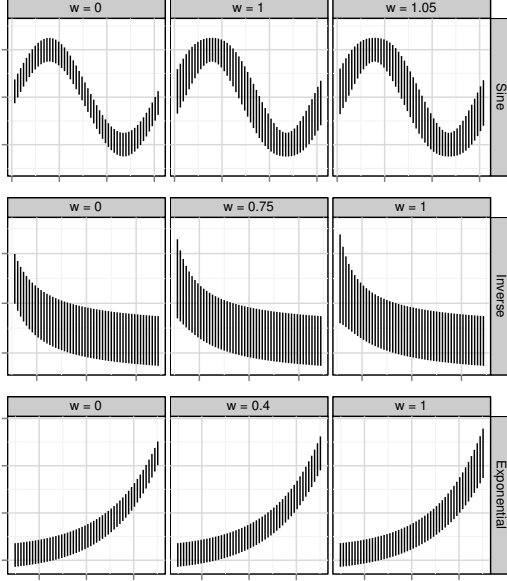 w = 0
w = 1
w = 1.05
Sine
w = 0
w = 0.75
w = 1
Inverse
w = 0
w = 0.4
w = 1
Exponential